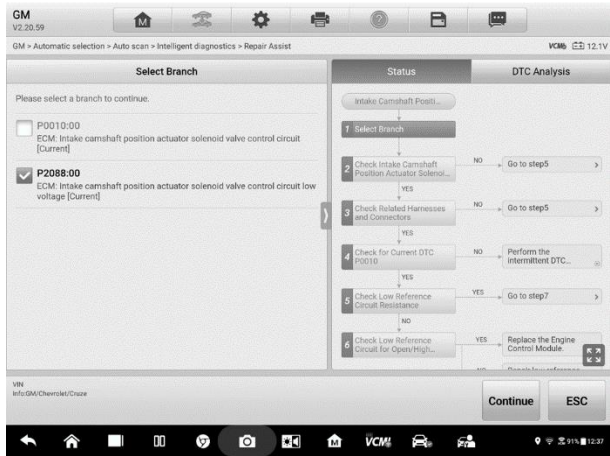 GM
V2.20.59
GM > Automatic selection > Auto scan > Intelligent diagnostics > Repair Assist
VCMI 12.1V
Select Branch
Please select a branch to continue.
P0010:00
ECM: Intake camshaft position actuator solenoid valve control circuit
[Current]
P2088:00
ECM: Intake camshaft position actuator solenoid valve control circuit low
voltage [Current]
Status
DTC Analysis
Intake Camshaft Positi...
1 Select Branch
2 Check Intake Camshaft
Position Actuator Solenoi...
NO
Go to step5
YES
3 Check Related Harnesses
and Connectors
NO
Go to step5
YES
4 Check for Current DTC
P0010
NO
Perform the
intermittent DTC...
YES
5 Check Low Reference
Circuit Resistance
YES
Go to step7
NO
6 Check Low Reference
Circuit for Open/High...
YES
Replace the Engine
Control Module.
VIN
Info:GM/Chevrolet/Cruze
Continue
ESC
VCMI
91% 12:37